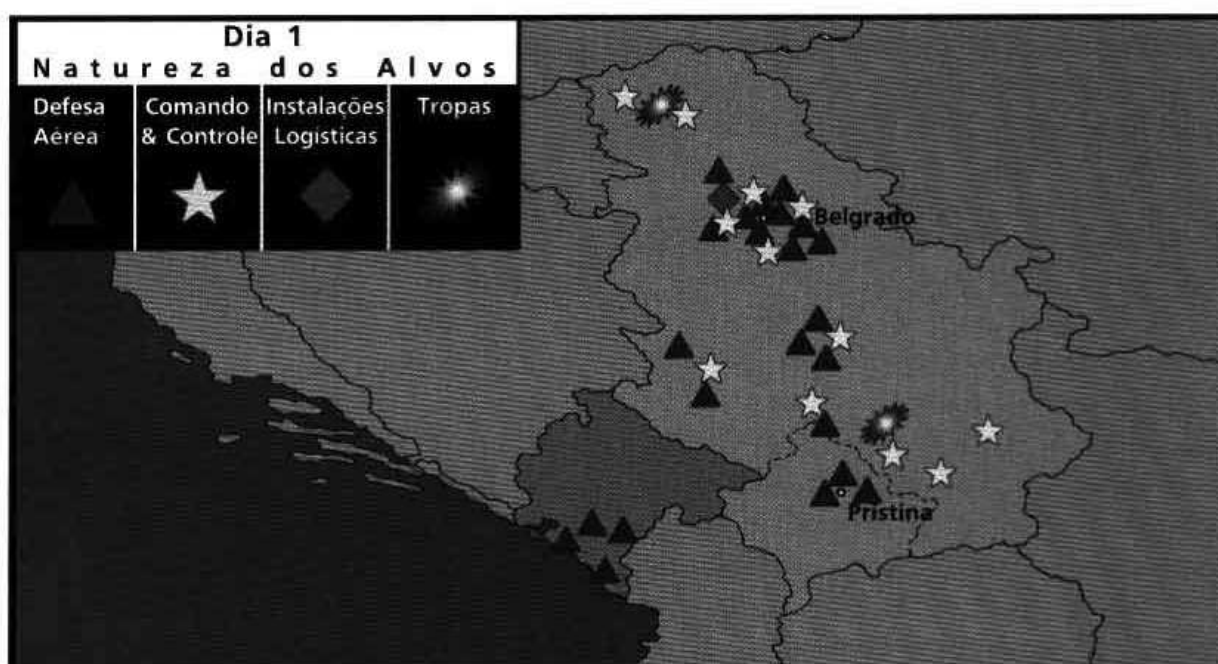 Dia 1
Natureza dos Alvos
Defesa
Aérea
Comando
& Controle
Instalações
Logísticas
Tropas
Belgrado
Pristina